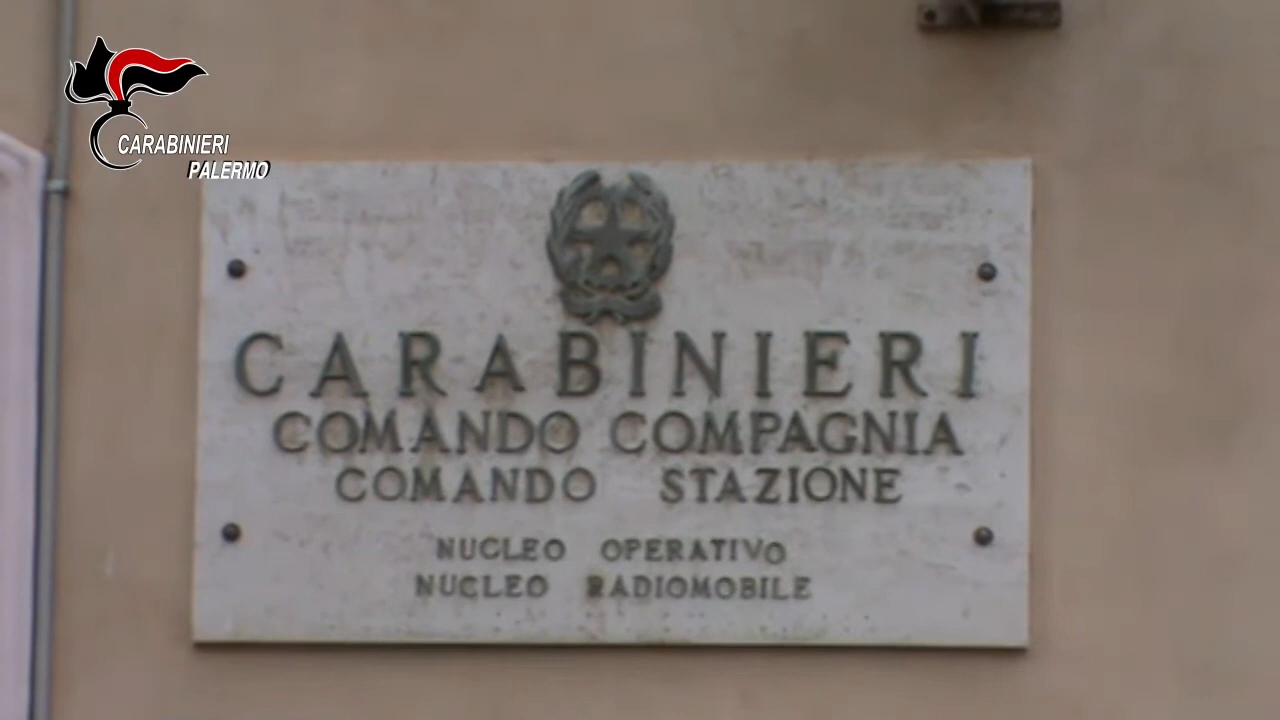 CARABINIERI
PALERMO
CARABINIERI
COMANDO COMPAGNIA
COMANDO STAZIONE
NUCLEO OPERATIVO
NUCLEO RADIOMOBILE